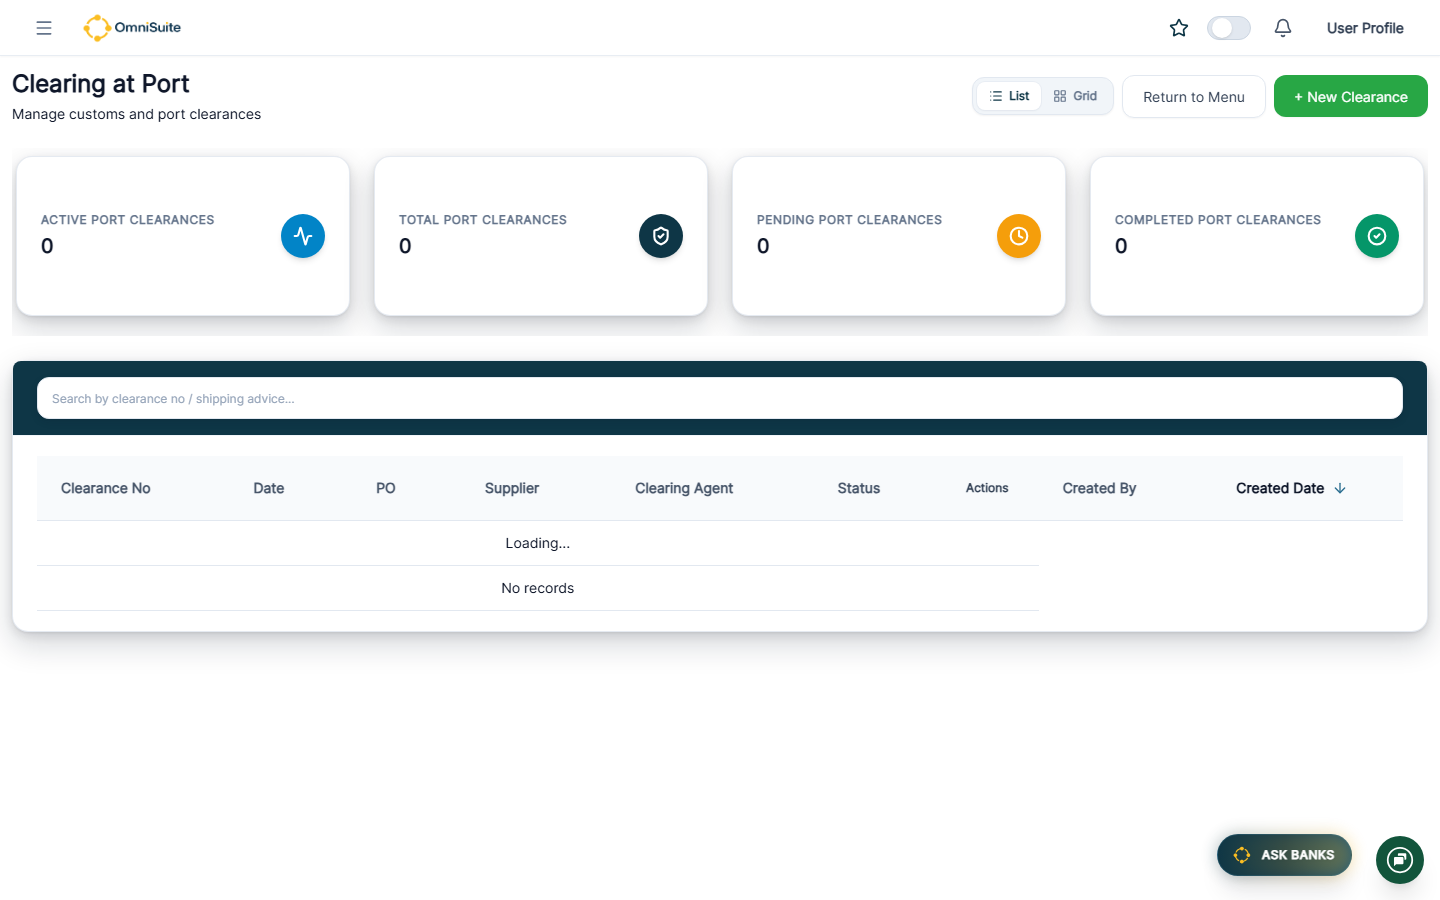 OmniSuite
User Profile
Clearing at Port
Manage customs and port clearances
List
Grid
Return to Menu
+ New Clearance
ACTIVE PORT CLEARANCES
0
TOTAL PORT CLEARANCES
0
PENDING PORT CLEARANCES
0
COMPLETED PORT CLEARANCES
0
Search by clearance no / shipping advice...
Clearance No Date PO Supplier Clearing Agent Status Actions Created By Created Date
Loading...
No records
ASK BANKS